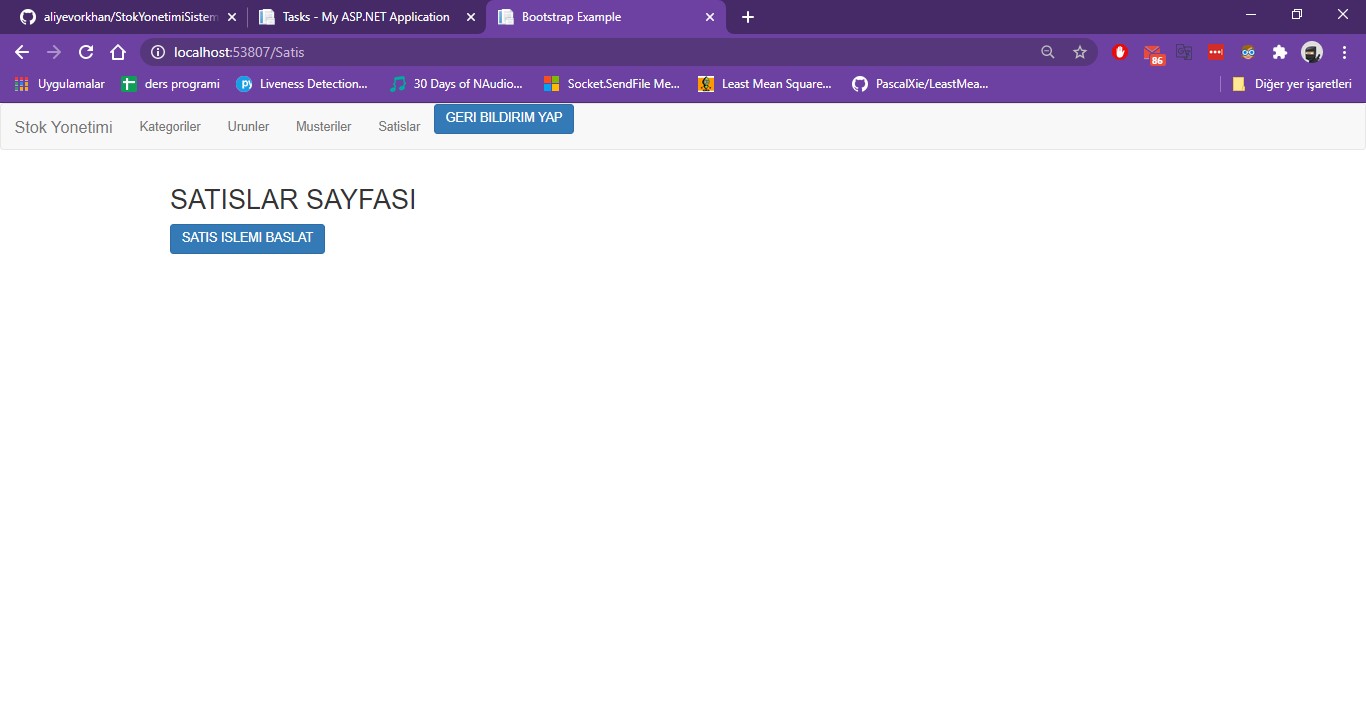 aliyevorkhan/StokYonetimiSistem
Tasks - My ASP.NET Application
Bootstrap Example
localhost:53807/Satis
86
Uygulamalar
ders programi
Liveness Detection...
30 Days of NAudio...
Socket.SendFile Me...
Least Mean Square...
PascalXie/LeastMea...
Diğer yer işaretleri
Stok Yonetimi
Kategoriler
Urunler
Musteriler
Satislar
GERI BILDIRIM YAP
SATISLAR SAYFASI
SATIS ISLEMI BASLAT